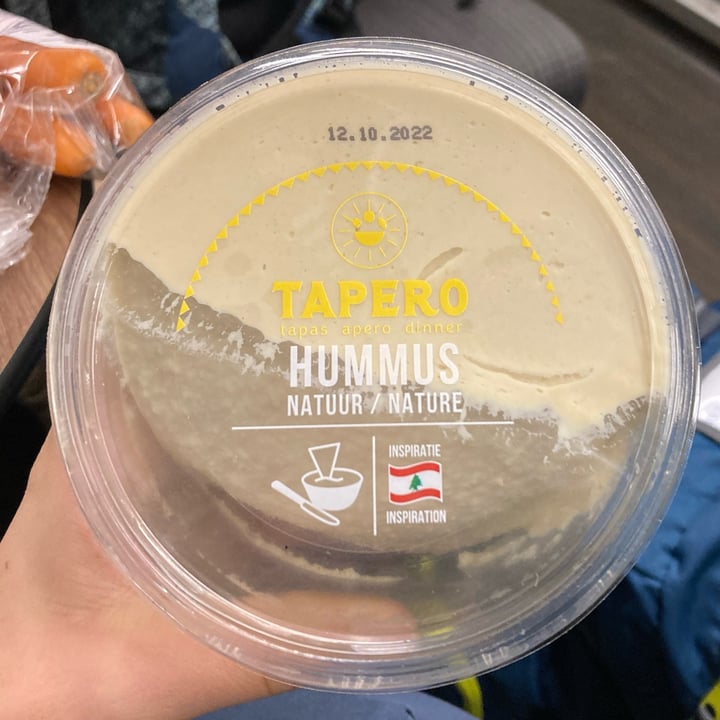 12.10.2022
TAPERO
tapas apero dinner
HUMMUS
NATUUR / NATURE
INSPIRATIE
INSPIRATION